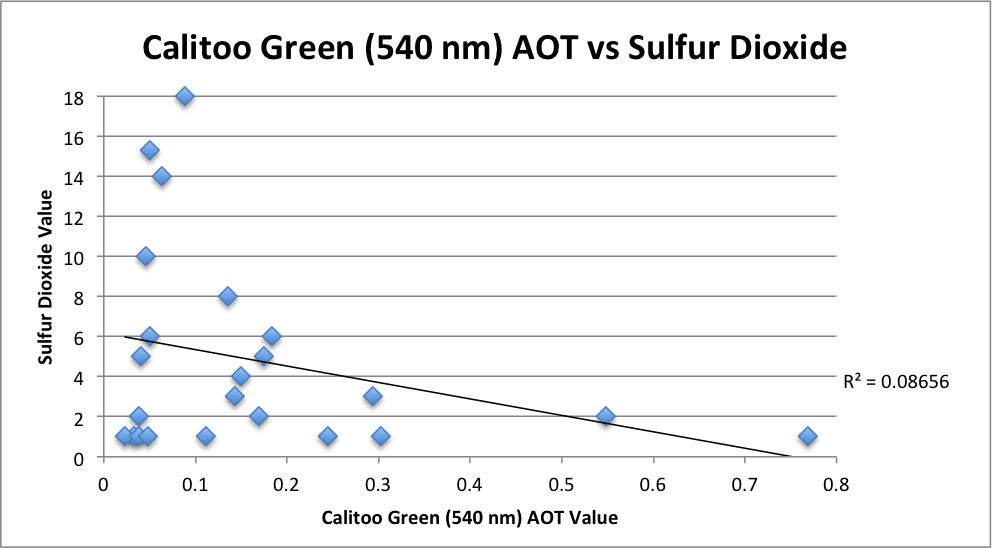 Calitoo Green (540 nm) AOT vs Sulfur Dioxide
Sulfur Dioxide Value
18
16
14
12
10
8
6
4
2
0
R² = 0.08656
0 0.1 0.2 0.3 0.4 0.5 0.6 0.7 0.8
Calitoo Green (540 nm) AOT Value